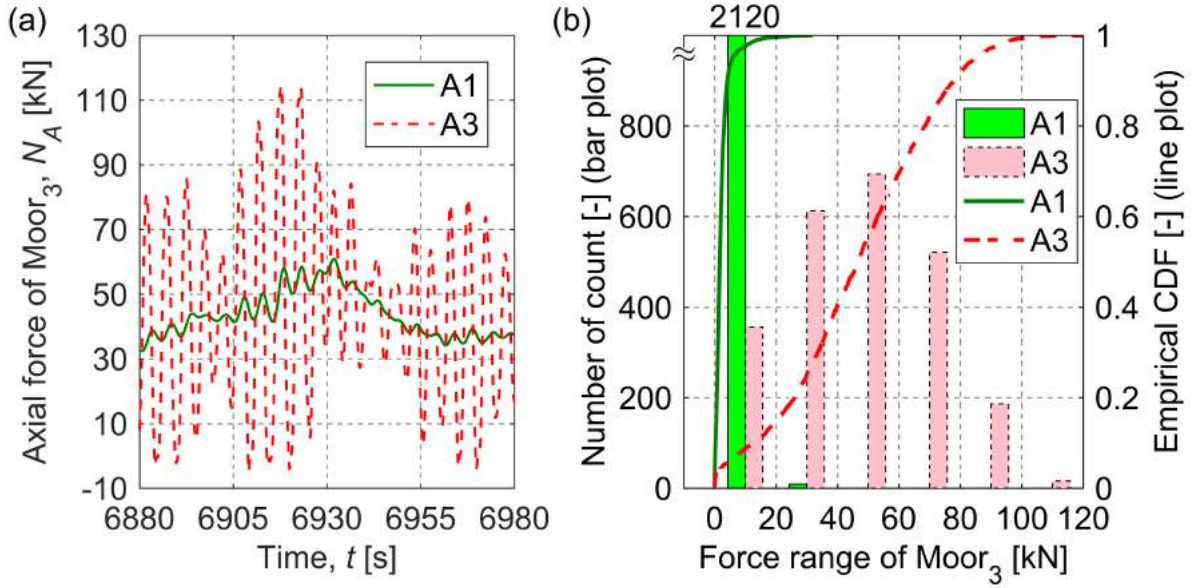 (a)
130
110
90
70
50
30
10
-10
Axial force of Moor3, NA [kN]
A1
A3
6880 6905 6930 6955 6980
Time, t [s]
(b)
2120
≈
800
600
400
200
0
Number of count [-] (bar plot)
A1
A3
A1
A3
1
0.8
0.6
0.4
0.2
0
Empirical CDF [-] (line plot)
0 20 40 60 80 100 120
Force range of Moor3 [kN]